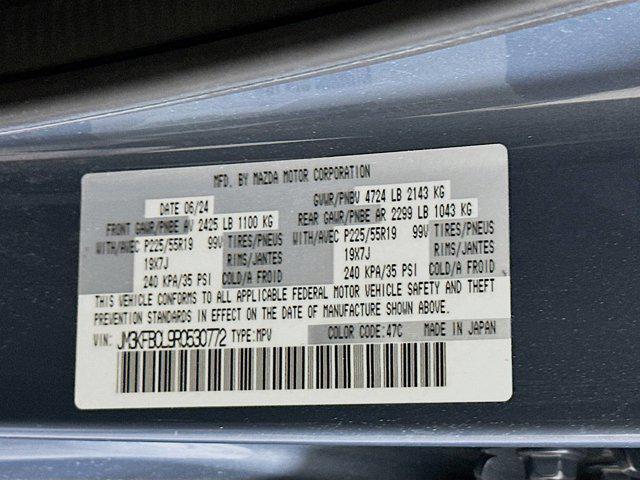 MFD. BY MAZDA MOTOR CORPORATION
DATE 06/24 GVWR/PNBV 4724 LB 2143 KG
FRONT GAWR/PNBE AV 2425 LB 1100 KG REAR GAWR/PNBE AR 2299 LB 1043 KG
WITH/AVEC P225/55R19 99V TIRES/PNEUS WITH/AVEC P225/55R19 99V TIRES/PNEUS
19X7J RIMS/JANTES 19X7J RIMS/JANTES
240 KPA/35 PSI COLD/A FROID 240 KPA/35 PSI COLD/A FROID
THIS VEHICLE CONFORMS TO ALL APPLICABLE FEDERAL MOTOR VEHICLE SAFETY AND THEFT
PREVENTION STANDARDS IN EFFECT ON THE DATE OF MANUFACTURE SHOWN ABOVE.
VIN: JM3KFBCL9R0530772 TYPE:MPV COLOR CODE:47C MADE IN JAPAN